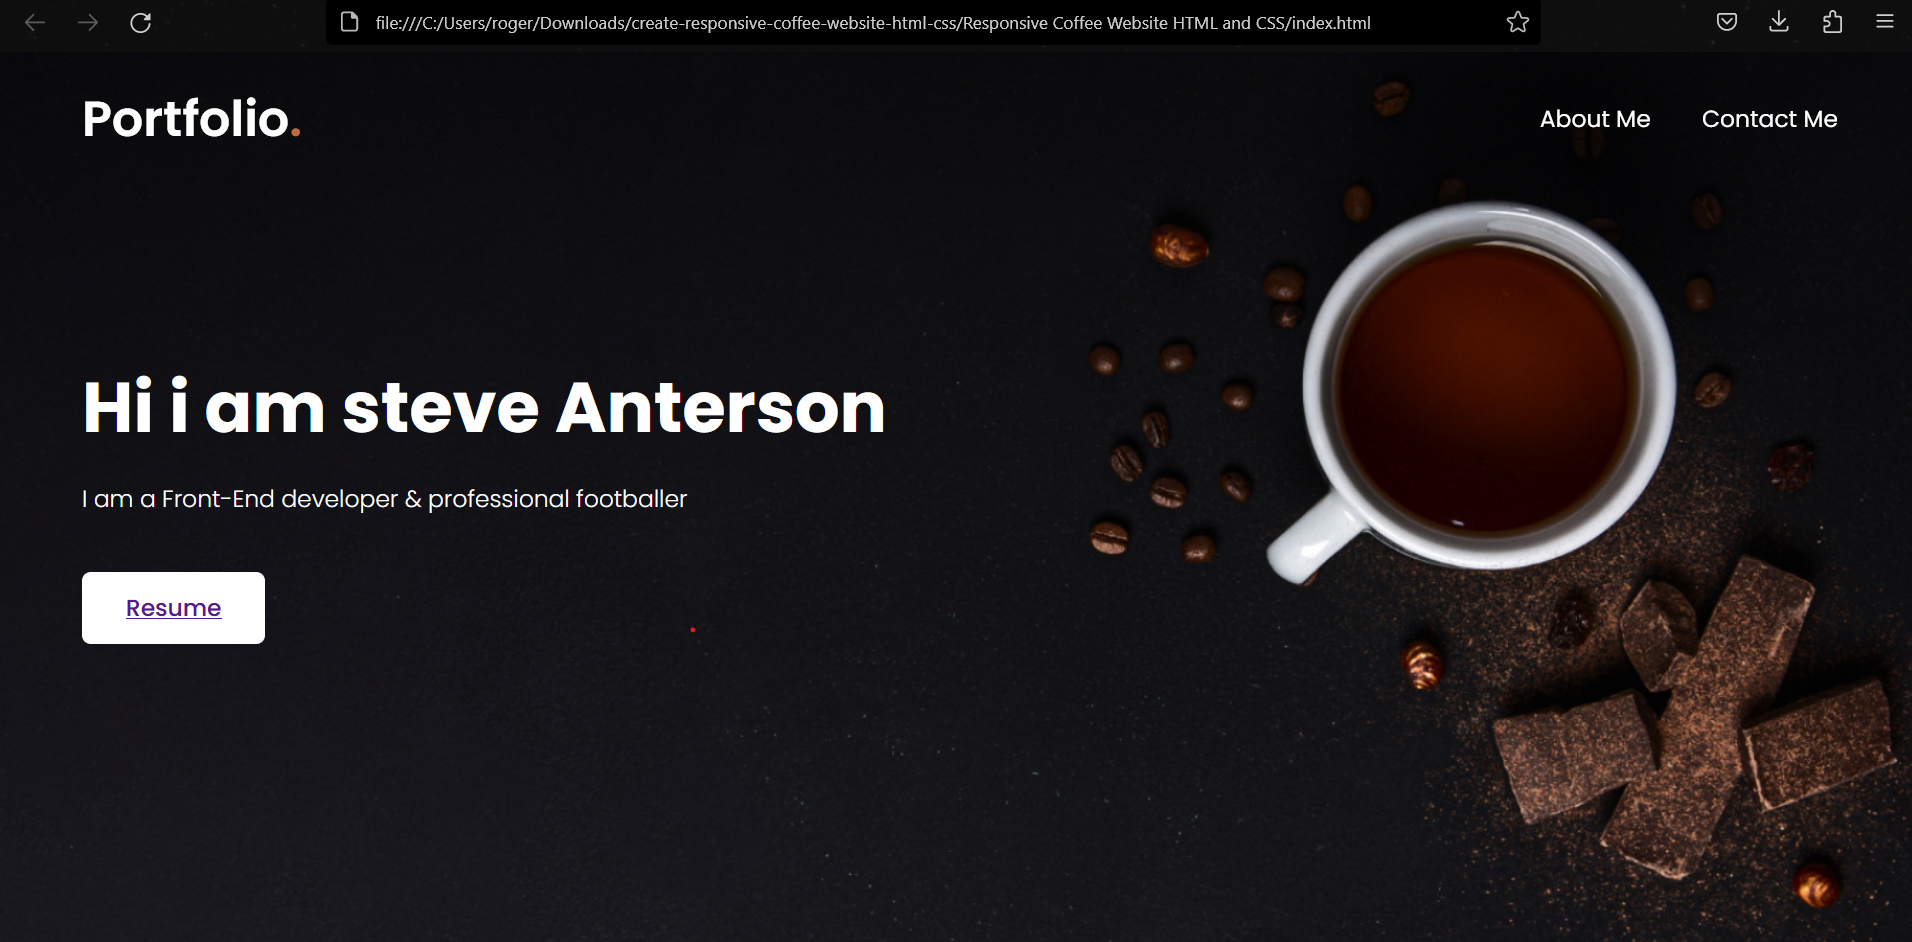 file:///C:/Users/roger/Downloads/create-responsive-coffee-website-html-css/Responsive Coffee Website HTML and CSS/index.html
Portfolio.
About Me
Contact Me
Hi i am steve Anterson
I am a Front-End developer & professional footballer
Resume